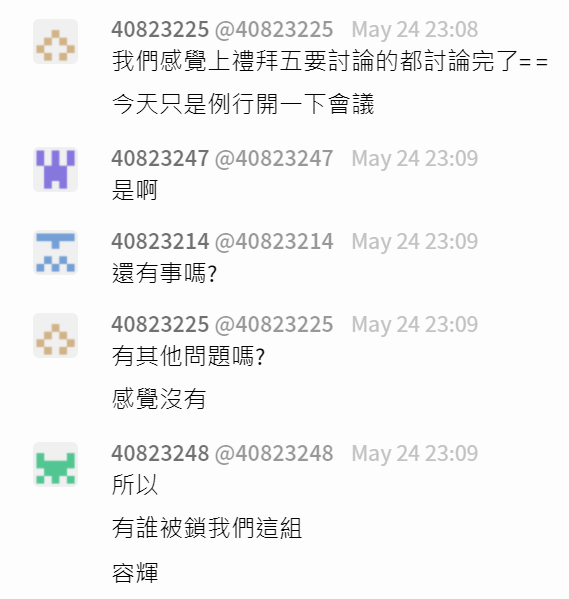 40823225 @40823225 May 24 23:08
我們感覺上禮拜五要討論的都討論完了==
今天只是例行開一下會議
40823247 @40823247 May 24 23:09
是啊
40823214 @40823214 May 24 23:09
還有事嗎?
40823225 @40823225 May 24 23:09
有其他問題嗎?
感覺沒有
40823248 @40823248 May 24 23:09
所以
有誰被鎖我們這組
容輝